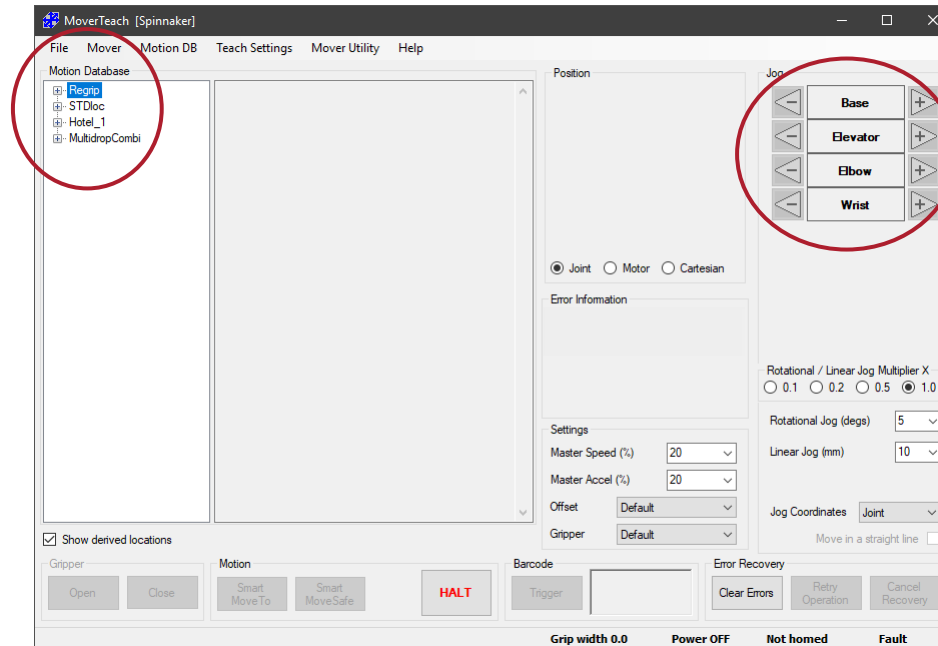 MoverTeach [Spinnaker]
File Mover Motion DB Teach Settings Mover Utility Help
Motion Database
Regrip
STDloc
Hotel_1
MultidropCombi
Show derived locations
Position
Joint Motor Cartesian
Error Information
Settings
Master Speed (%) 20
Master Accel (%) 20
Offset Default
Gripper Default
Jog
Base
Elevator
Elbow
Wrist
Rotational / Linear Jog Multiplier X
0.1 0.2 0.5 1.0
Rotational Jog (degs) 5
Linear Jog (mm) 10
Jog Coordinates Joint
Move in a straight line
Gripper
Open Close
Motion
Smart
MoveTo
Smart
MoveSafe
HALT
Barcode
Trigger
Error Recovery
Clear Errors
Retry
Operation
Cancel
Recovery
Grip width 0.0 Power OFF Not homed Fault